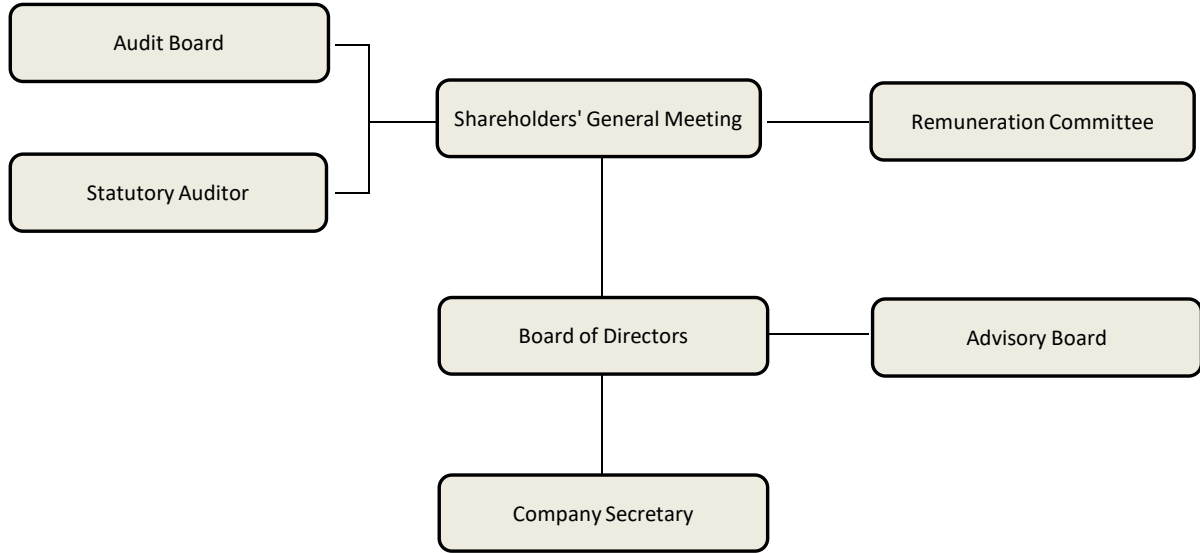 Audit Board
Shareholders' General Meeting
Remuneration Committee
Statutory Auditor
Board of Directors
Advisory Board
Company Secretary